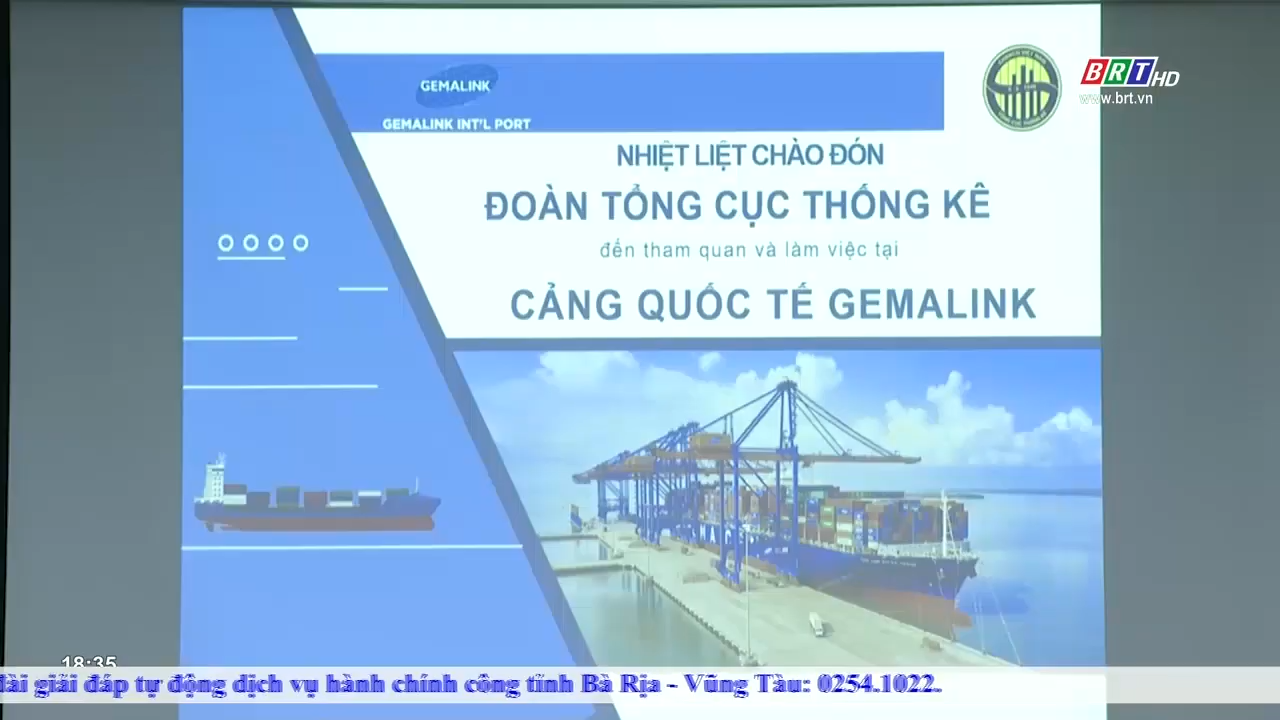 GEMALINK
GEMALINK INT'L PORT
BRT HD
www.brt.vn
NHIỆT LIỆT CHÀO ĐÓN
ĐOÀN TỔNG CỤC THỐNG KÊ
đến tham quan và làm việc tại
CẢNG QUỐC TẾ GEMALINK
18:35
đài giải đáp tự động dịch vụ hành chính công tỉnh Bà Rịa - Vũng Tàu: 0254.1022.